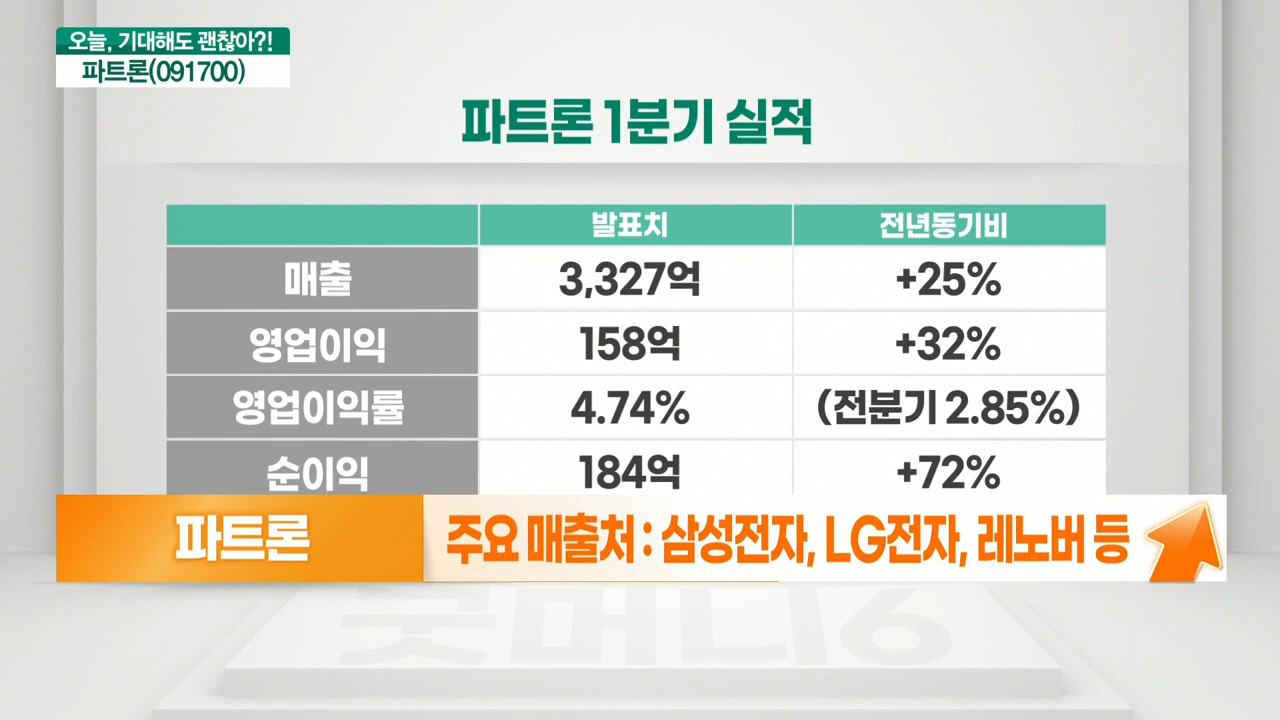 오늘, 기대해도 괜찮아?!
파트론(091700)
파트론 1분기 실적
발표치 전년동기비
매출 3,327억 +25%
영업이익 158억 +32%
영업이익률 4.74% (전분기 2.85%)
순이익 184억 +72%
파트론 주요 매출처 : 삼성전자, LG전자, 레노버 등
굿머니6